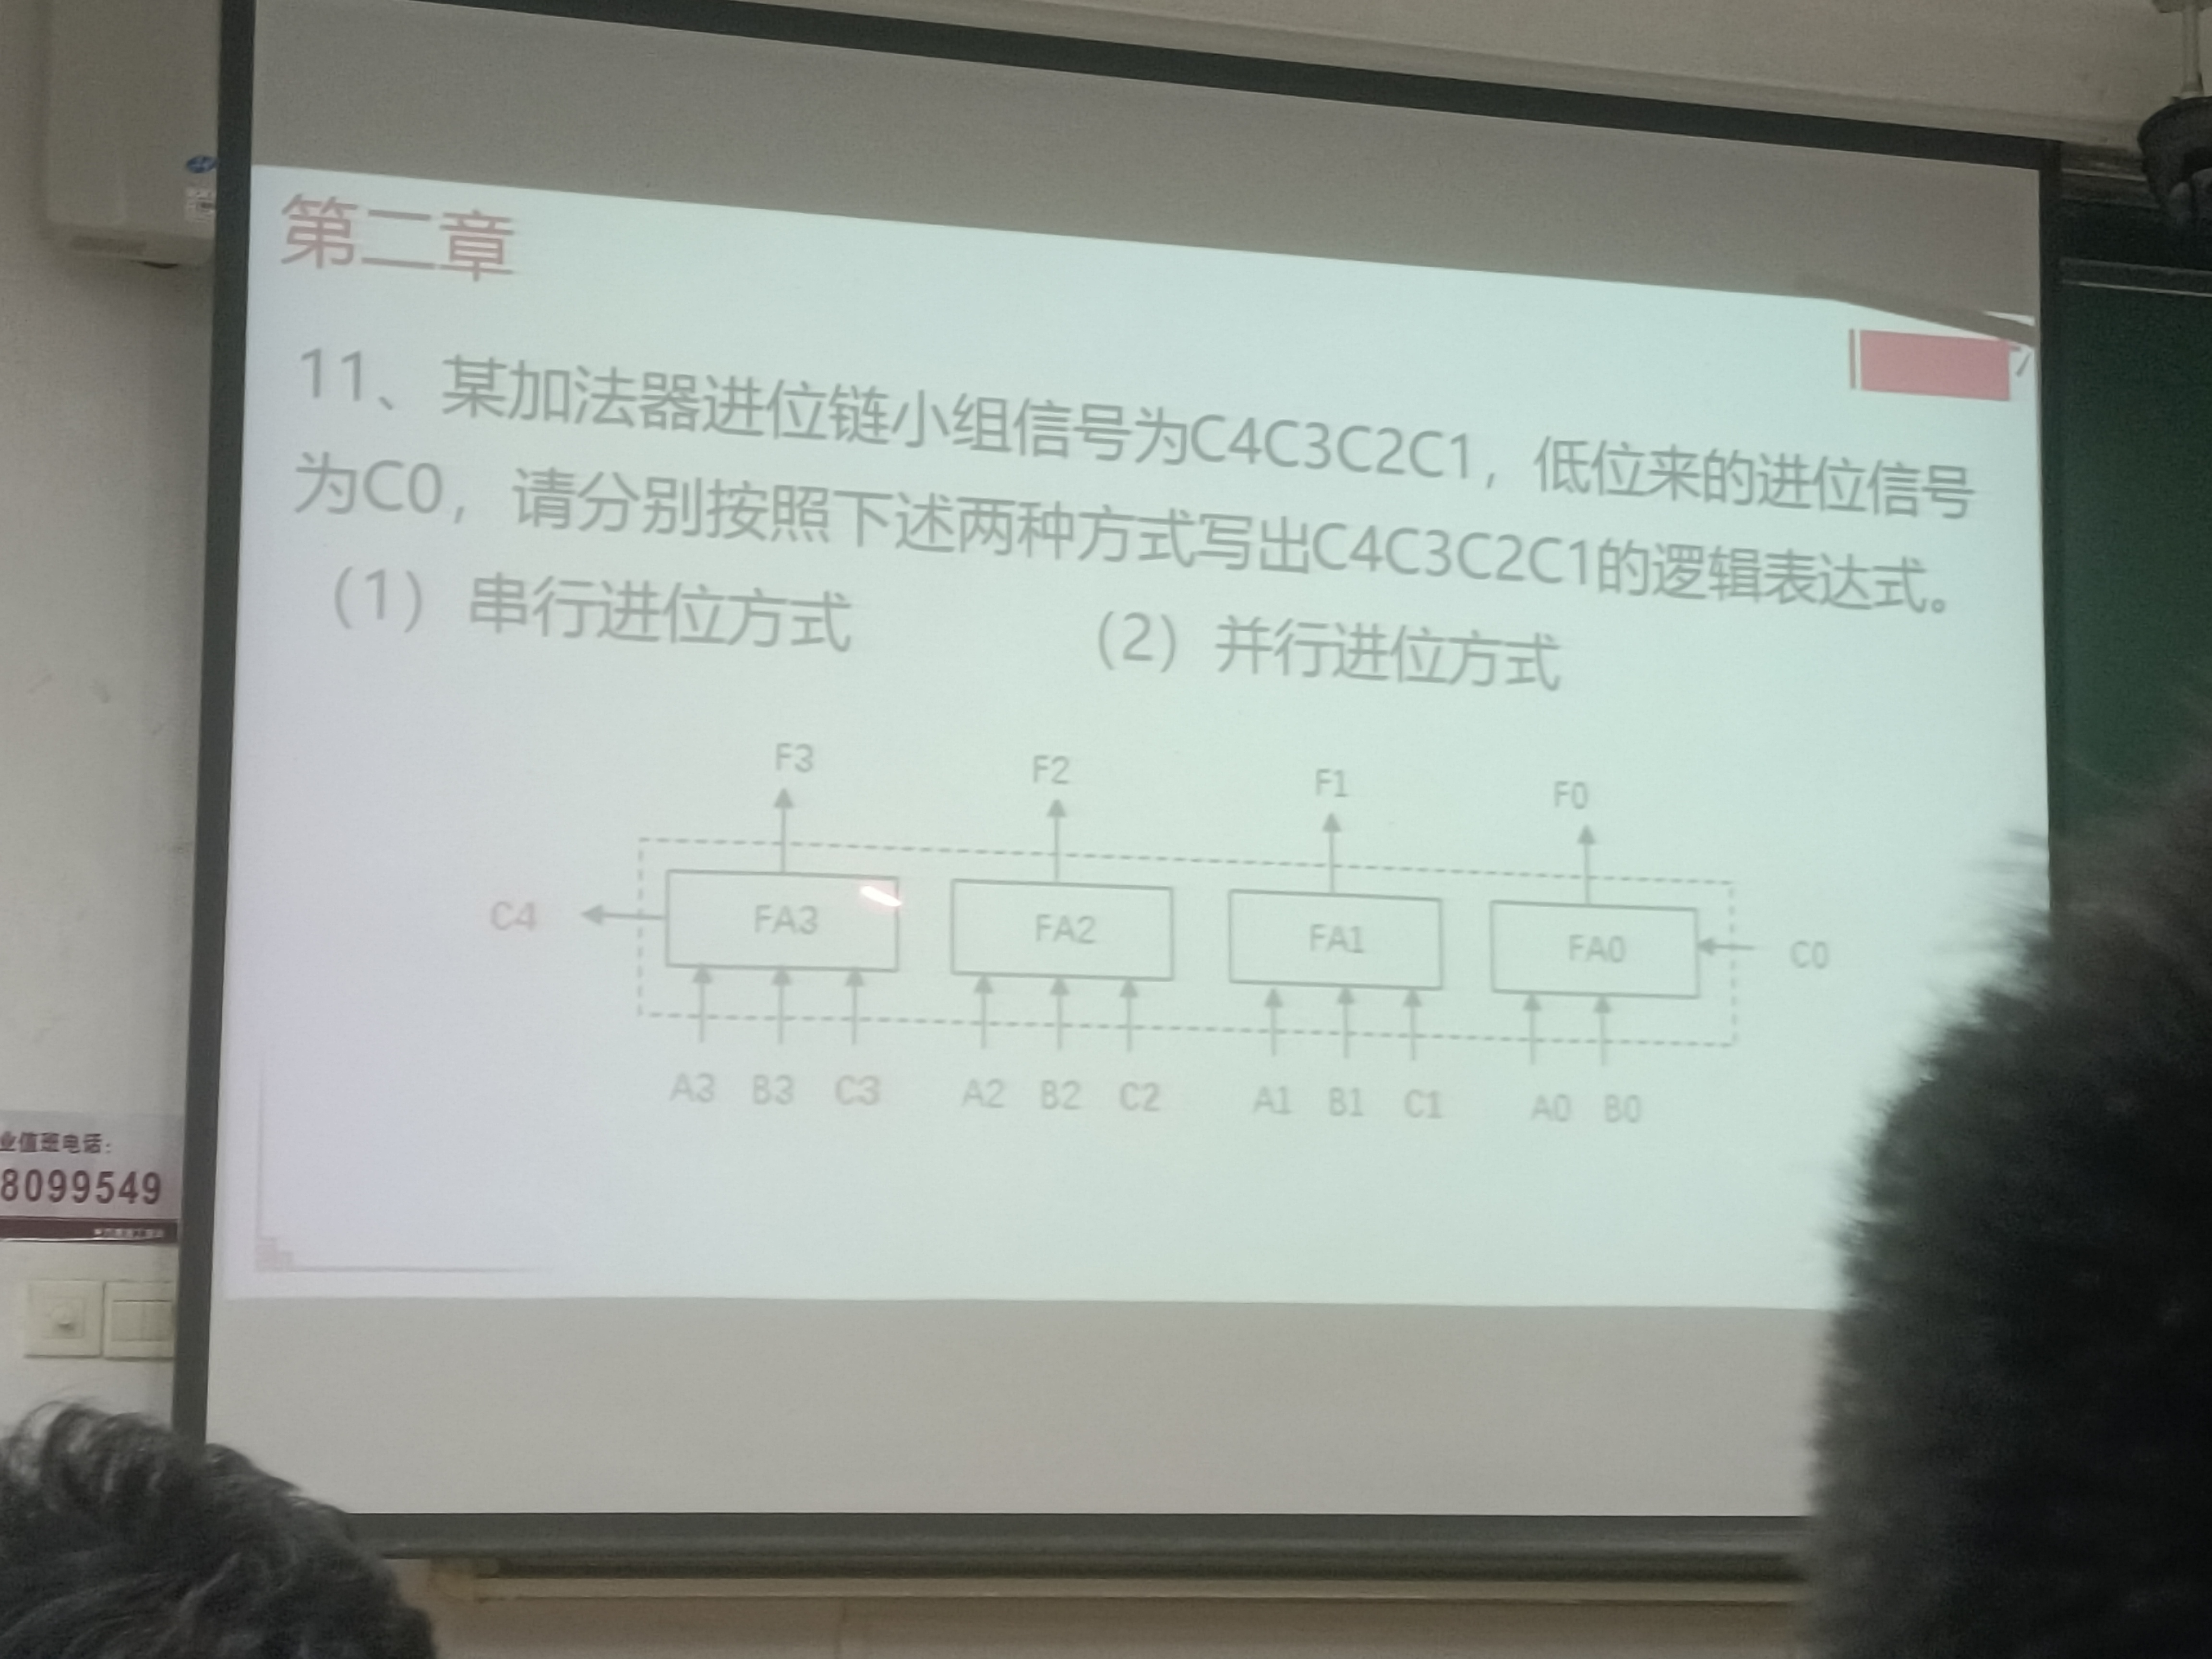 第二章
11、某加法器进位链小组信号为C4C3C2C1，低位来的进位信号
为C0，请分别按照下述两种方式写出C4C3C2C1的逻辑表达式。
（1）串行进位方式 （2）并行进位方式
F3 F2 F1 F0
C4 FA3 FA2 FA1 FA0 C0
A3 B3 C3 A2 B2 C2 A1 B1 C1 A0 B0
业值班电话：
8099549